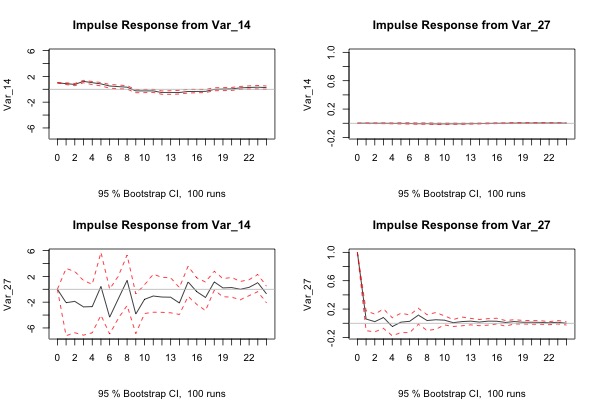 Impulse Response from Var_14
Var_14
6
2
-2
-6
0 2 4 6 8 10 13 16 19 22
95 % Bootstrap CI, 100 runs
Impulse Response from Var_27
1.0
0.6
0.2
-0.2
0 2 4 6 8 10 13 16 19 22
95 % Bootstrap CI, 100 runs
Impulse Response from Var_14
Var_27
6
2
-2
-6
0 2 4 6 8 10 13 16 19 22
95 % Bootstrap CI, 100 runs
Impulse Response from Var_27
Var_27
1.0
0.6
0.2
-0.2
0 2 4 6 8 10 13 16 19 22
95 % Bootstrap CI, 100 runs